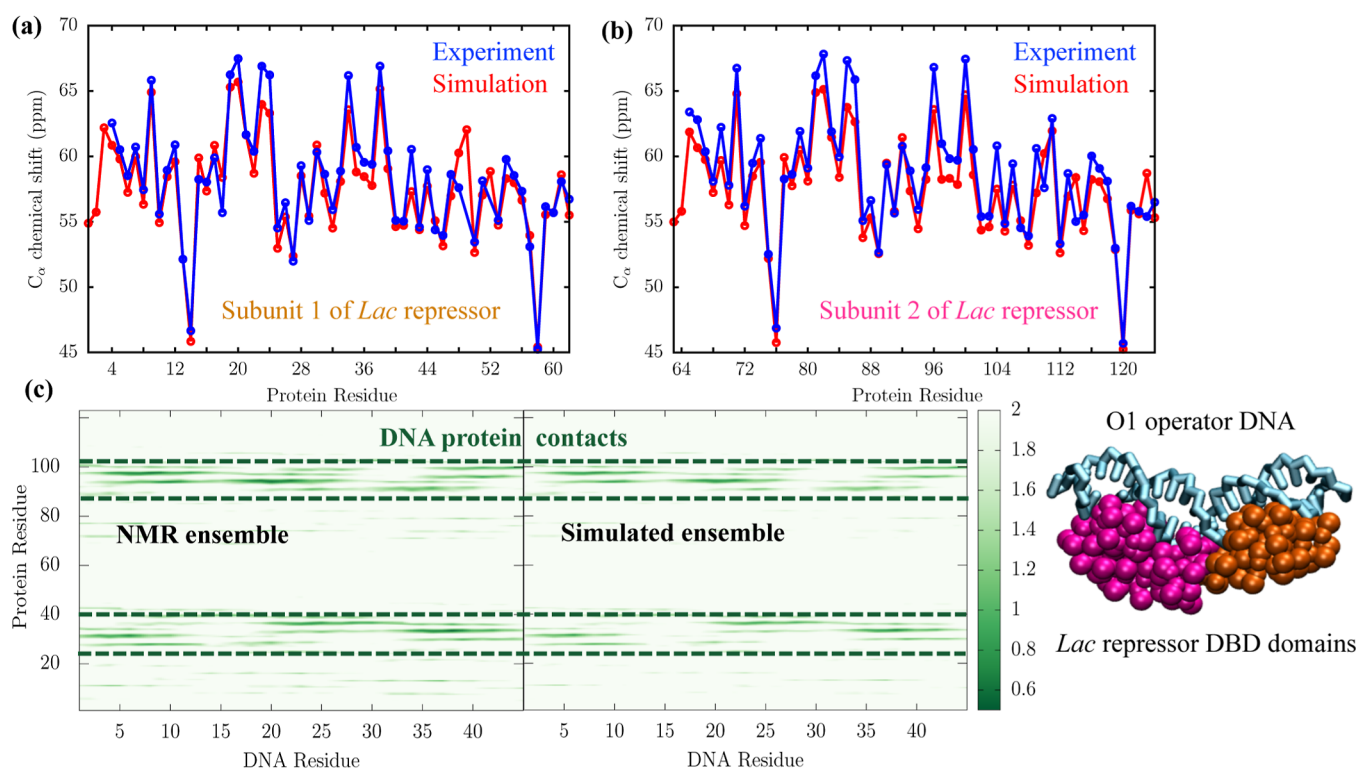 (a)
70
65
60
55
50
45
Cα chemical shift (ppm)
Experiment
Simulation
Subunit 1 of Lac repressor
4 12 20 28 36 44 52 60
Protein Residue
(b)
70
65
60
55
50
45
Cα chemical shift (ppm)
Experiment
Simulation
Subunit 2 of Lac repressor
64 72 80 88 96 104 112 120
Protein Residue
(c)
DNA protein contacts
100
80
60
40
20
Protein Residue
NMR ensemble
Simulated ensemble
5 10 15 20 25 30 35 40
5 10 15 20 25 30 35 40
DNA Residue
DNA Residue
2
1.8
1.6
1.4
1.2
1
0.8
0.6
O1 operator DNA
Lac repressor DBD domains